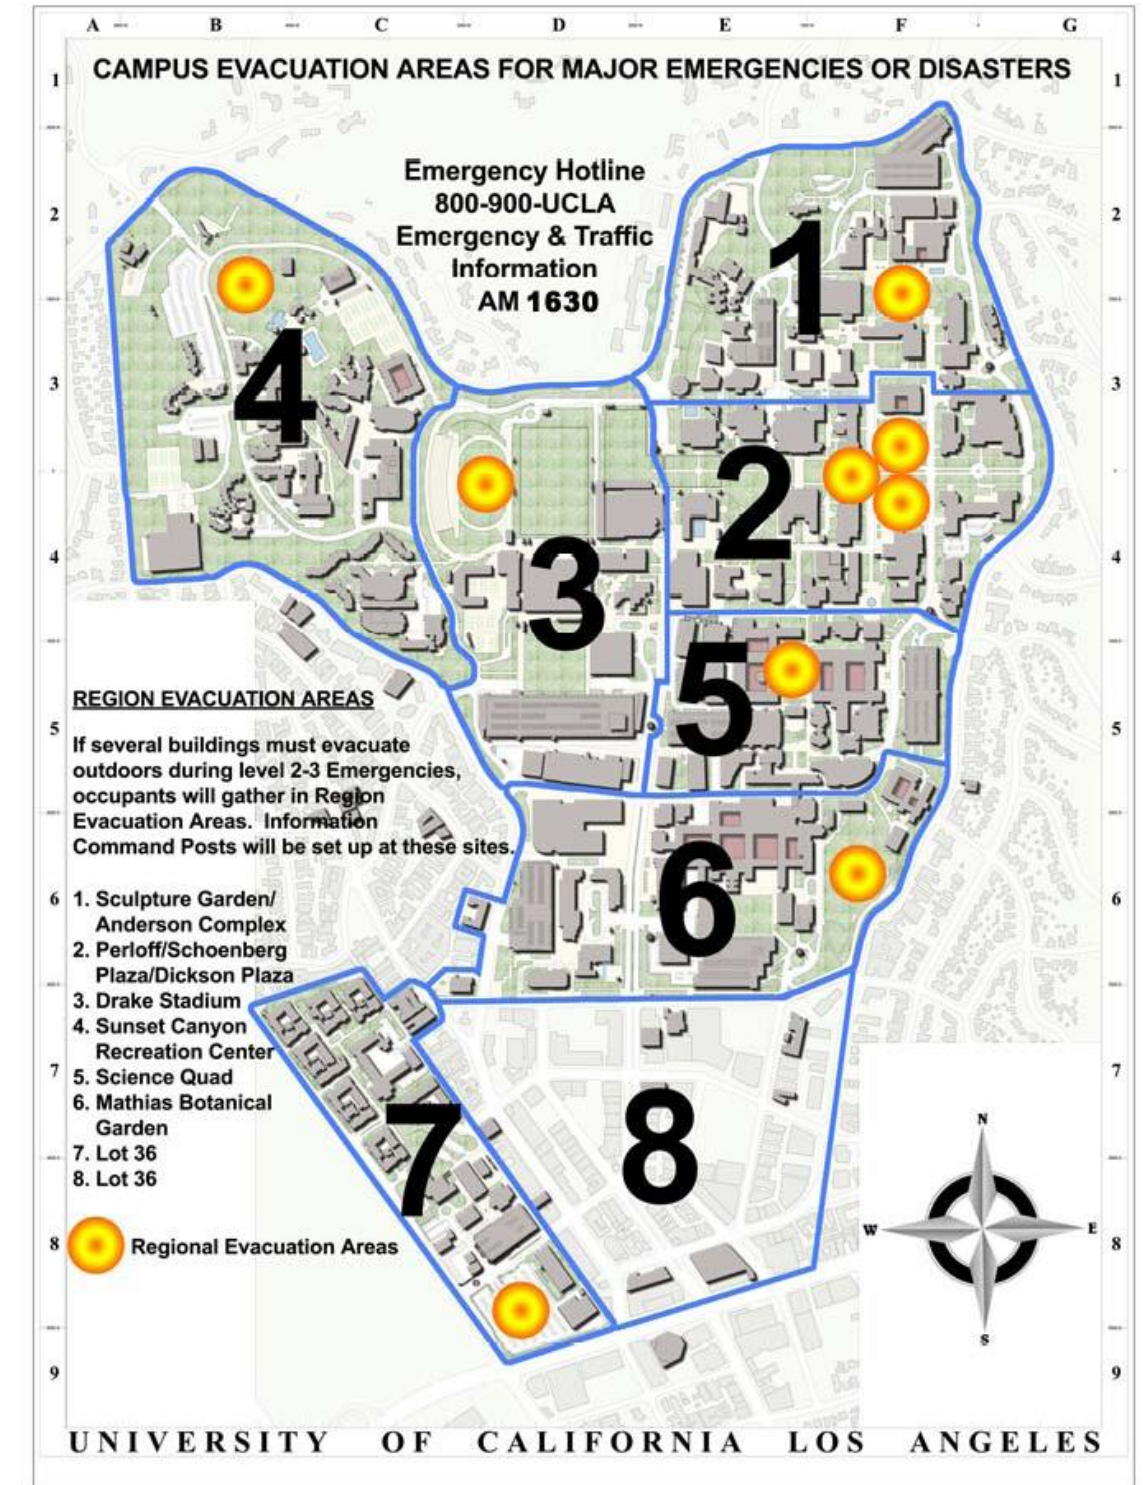 A B C D E F G
1 CAMPUS EVACUATION AREAS FOR MAJOR EMERGENCIES OR DISASTERS 1
Emergency Hotline
800-900-UCLA
Emergency & Traffic
Information
AM 1630
2 2
3 3
4 4
5 5
6 6
7 7
8 8
9 9
1
2
3
4
5
6
7
8
REGION EVACUATION AREAS
If several buildings must evacuate
outdoors during level 2-3 Emergencies,
occupants will gather in Region
Evacuation Areas. Information
Command Posts will be set up at these sites.
1. Sculpture Garden/
Anderson Complex
2. Perloff/Schoenberg
Plaza/Dickson Plaza
3. Drake Stadium
4. Sunset Canyon
Recreation Center
5. Science Quad
6. Mathias Botanical
Garden
7. Lot 36
8. Lot 36
Regional Evacuation Areas
N
W E
S
UNIVERSITY OF CALIFORNIA LOS ANGELES